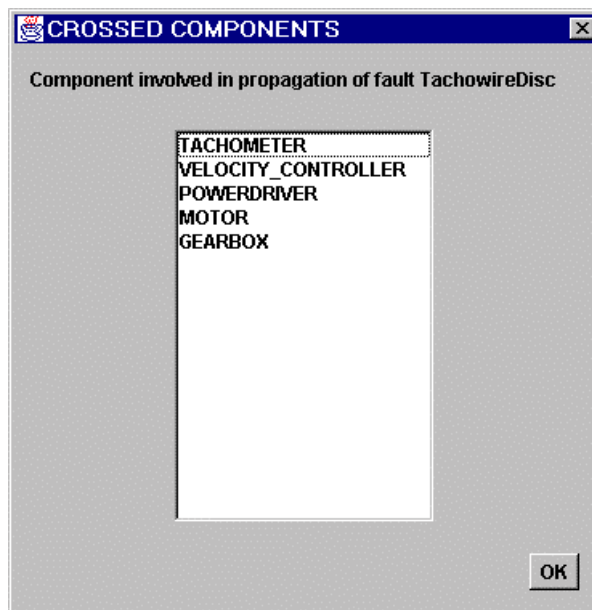 CROSSED COMPONENTS
Component involved in propagation of fault TachowireDisc
TACHOMETER
VELOCITY_CONTROLLER
POWERDRIVER
MOTOR
GEARBOX
OK